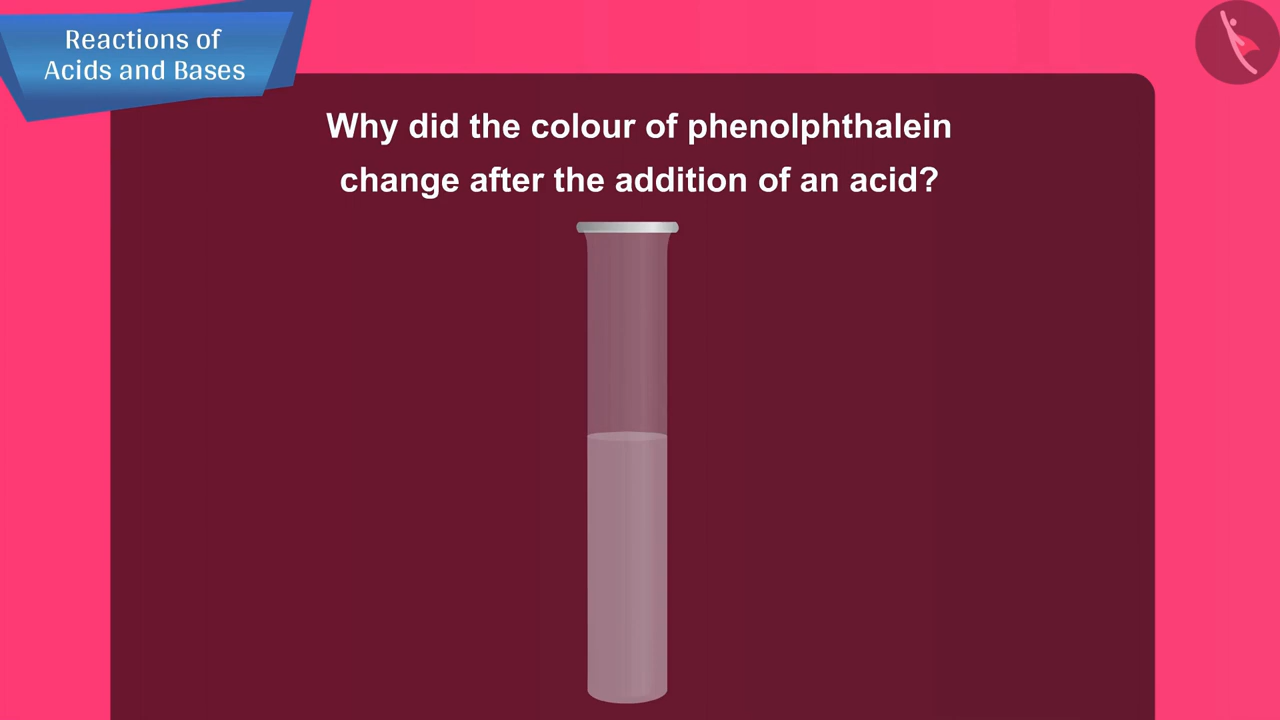 Reactions of
Acids and Bases
Why did the colour of phenolphthalein
change after the addition of an acid?